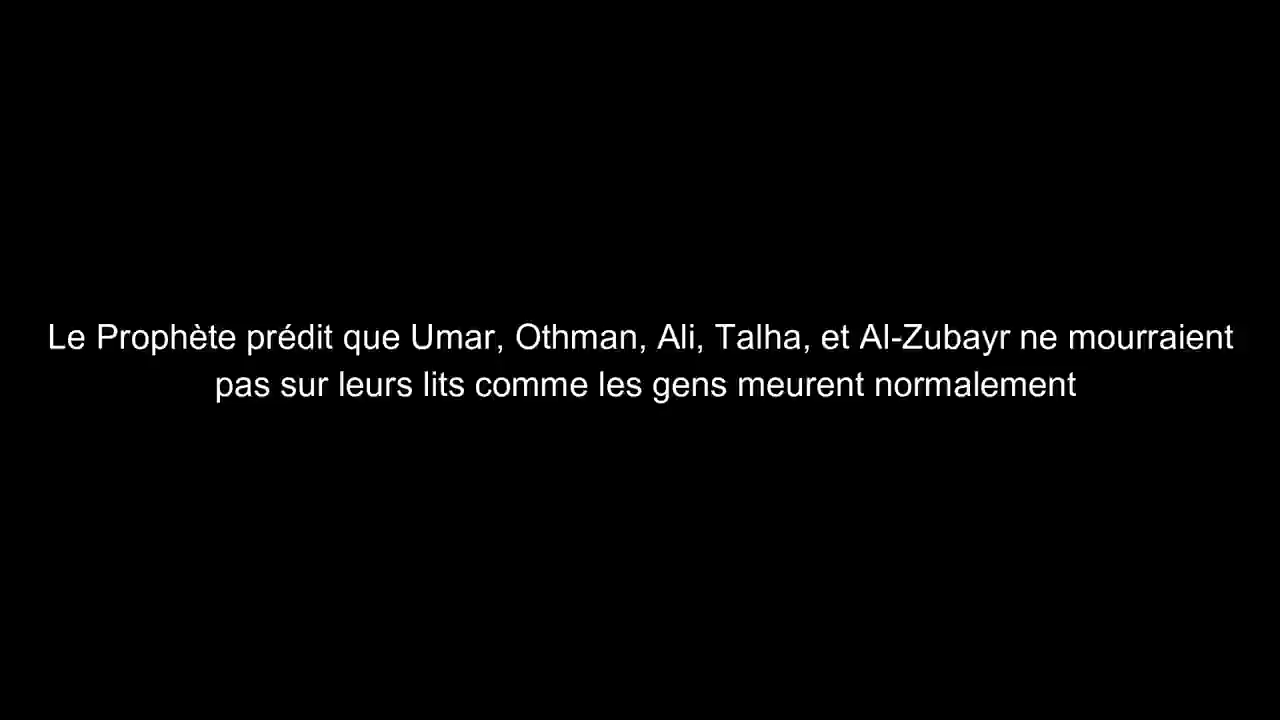 Le Prophète prédit que Umar, Othman, Ali, Talha, et Al-Zubayr ne mourraient
pas sur leurs lits comme les gens meurent normalement